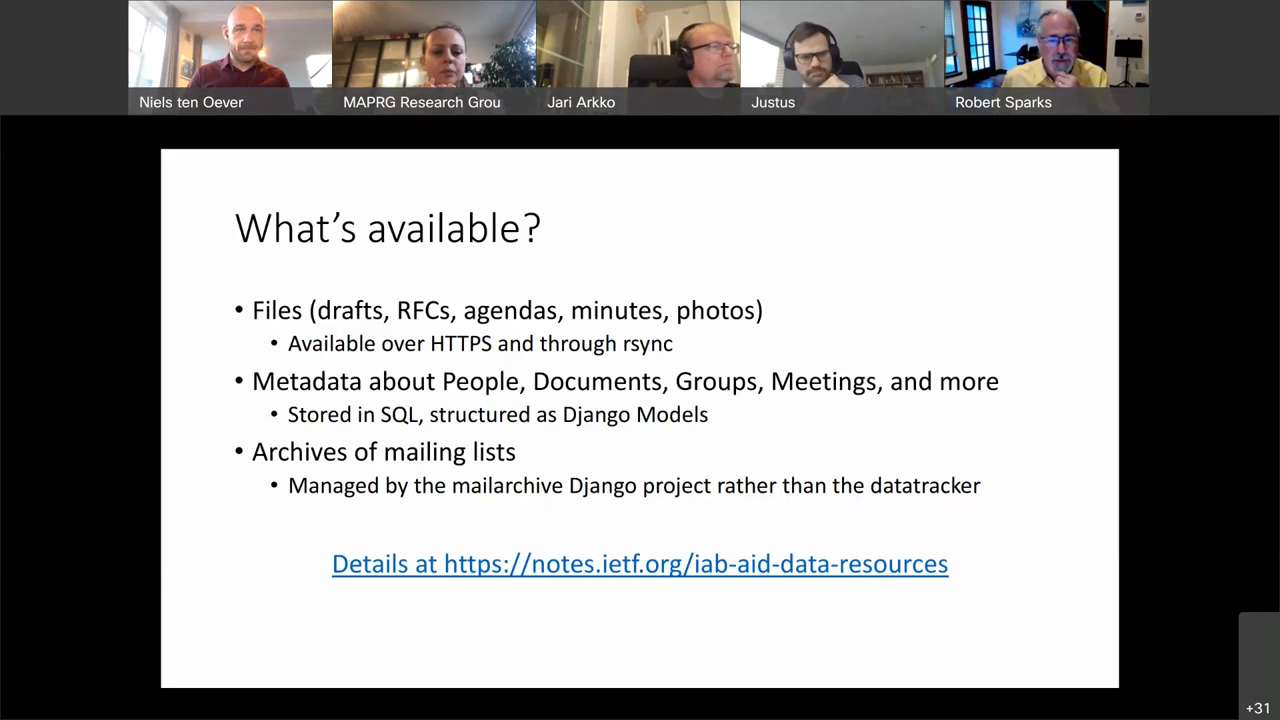 Niels ten Oever
MAPRG Research Grou
Jari Arkko
Justus
Robert Sparks
What's available?
• Files (drafts, RFCs, agendas, minutes, photos)
• Available over HTTPS and through rsync
• Metadata about People, Documents, Groups, Meetings, and more
• Stored in SQL, structured as Django Models
• Archives of mailing lists
• Managed by the mailarchive Django project rather than the datatracker
Details at https://notes.ietf.org/iab-aid-data-resources
+31